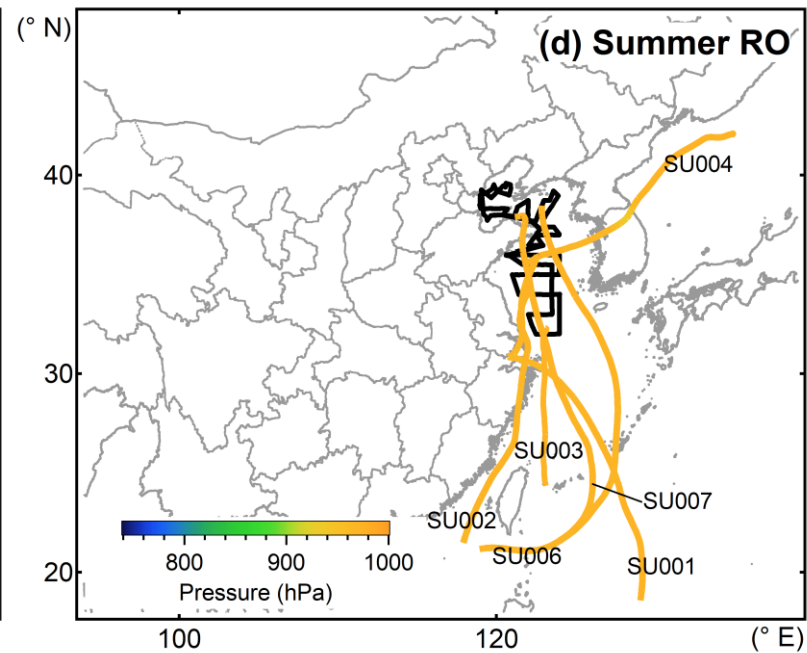 (° N)
(d) Summer RO
SU004
40
30
SU003
SU007
SU002
SU006
SU001
800 900 1000
Pressure (hPa)
20
100 120 (° E)